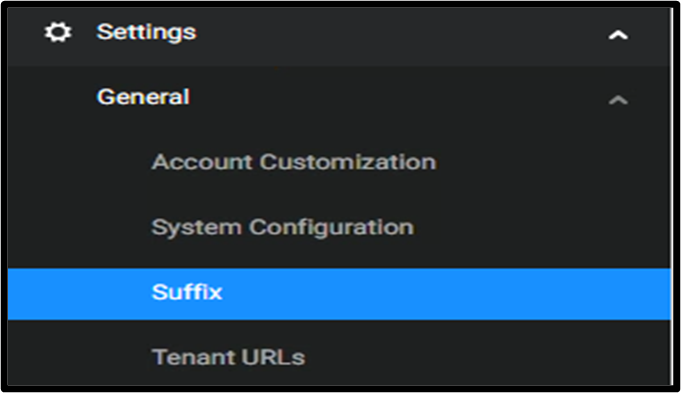 Settings
General
Account Customization
System Configuration
Suffix
Tenant URLs